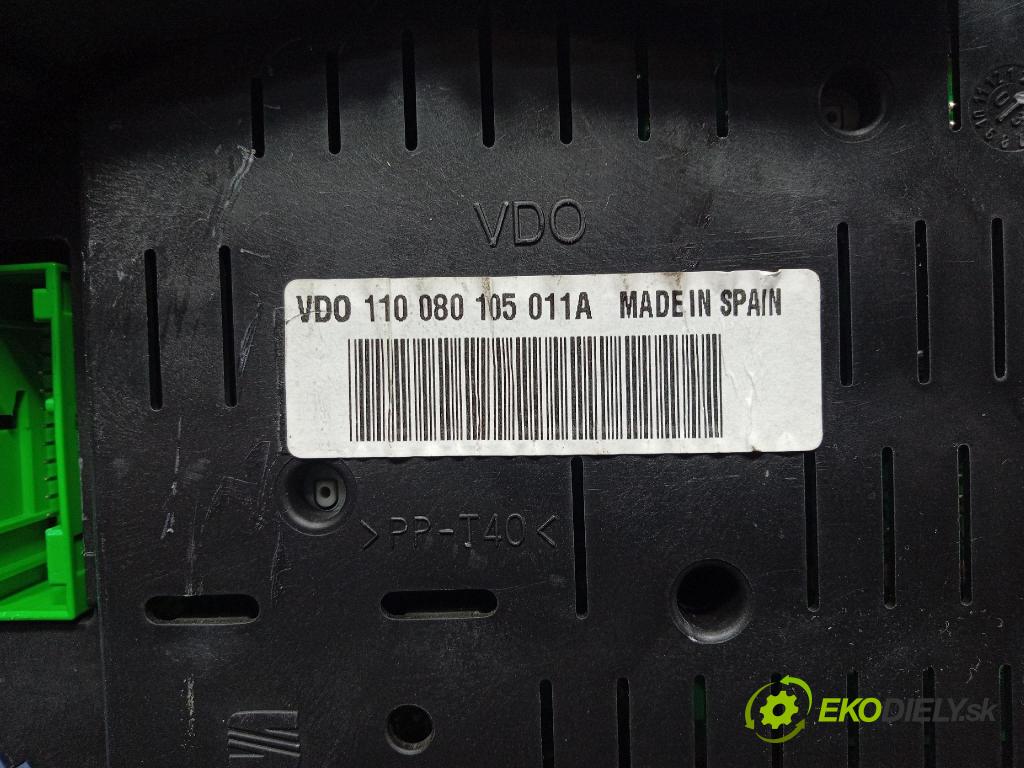 VDO
VDO 110 080 105 011A MADE IN SPAIN
>PP-T40<
EKODIELY.sk